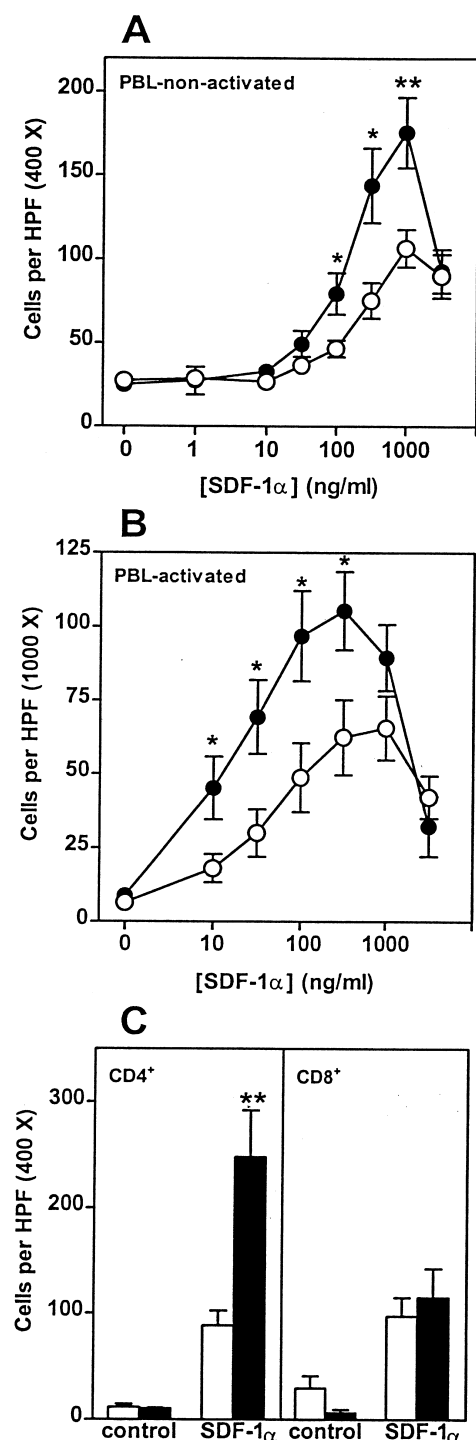 A
PBL-non-activated
Cells per HPF (400 X)
200
150
100
50
0
*
*
**
0 1 10 100 1000
[SDF-1α] (ng/ml)
B
PBL-activated
Cells per HPF (1000 X)
125
100
75
50
25
0
*
*
*
*
0 10 100 1000
[SDF-1α] (ng/ml)
C
CD4⁺ CD8⁺
Cells per HPF (400 X)
300
200
100
0
**
control SDF-1α control SDF-1α